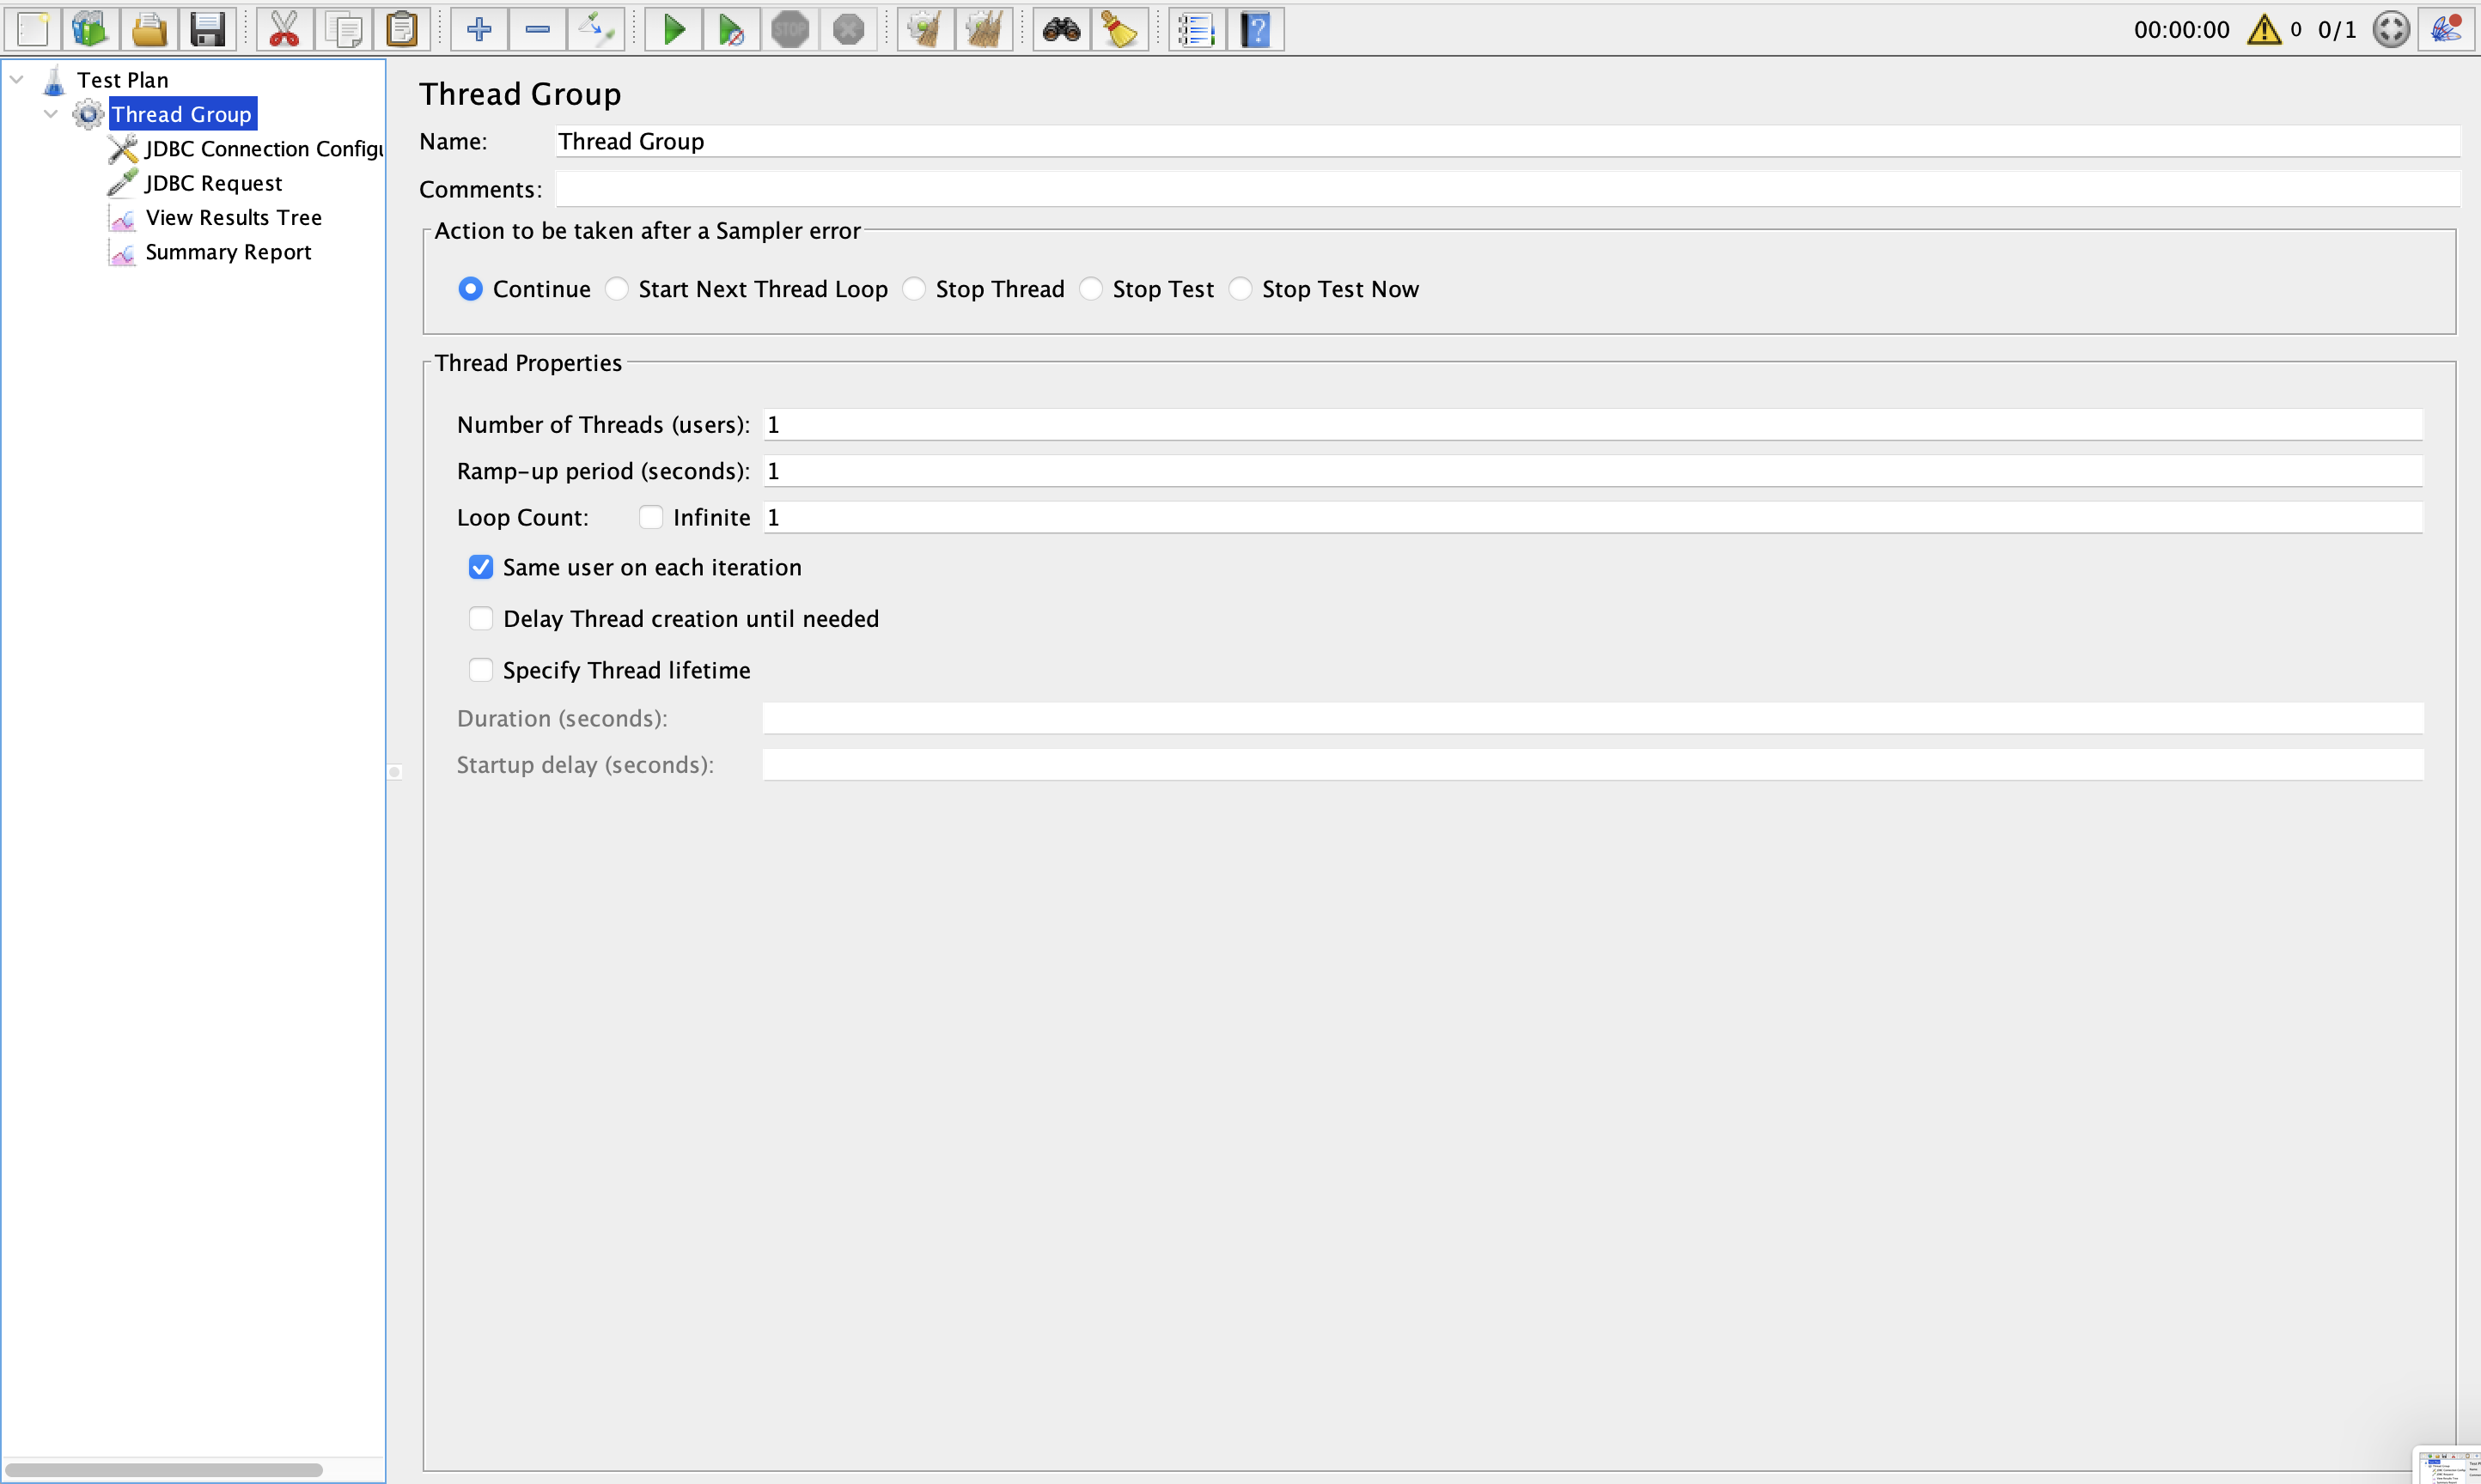 STOP
00:00:00 0 0/1
Test Plan
Thread Group
JDBC Connection Configu
JDBC Request
View Results Tree
Summary Report
Thread Group
Name: Thread Group
Comments:
Action to be taken after a Sampler error
Continue Start Next Thread Loop Stop Thread Stop Test Stop Test Now
Thread Properties
Number of Threads (users): 1
Ramp-up period (seconds): 1
Loop Count: Infinite 1
Same user on each iteration
Delay Thread creation until needed
Specify Thread lifetime
Duration (seconds):
Startup delay (seconds):